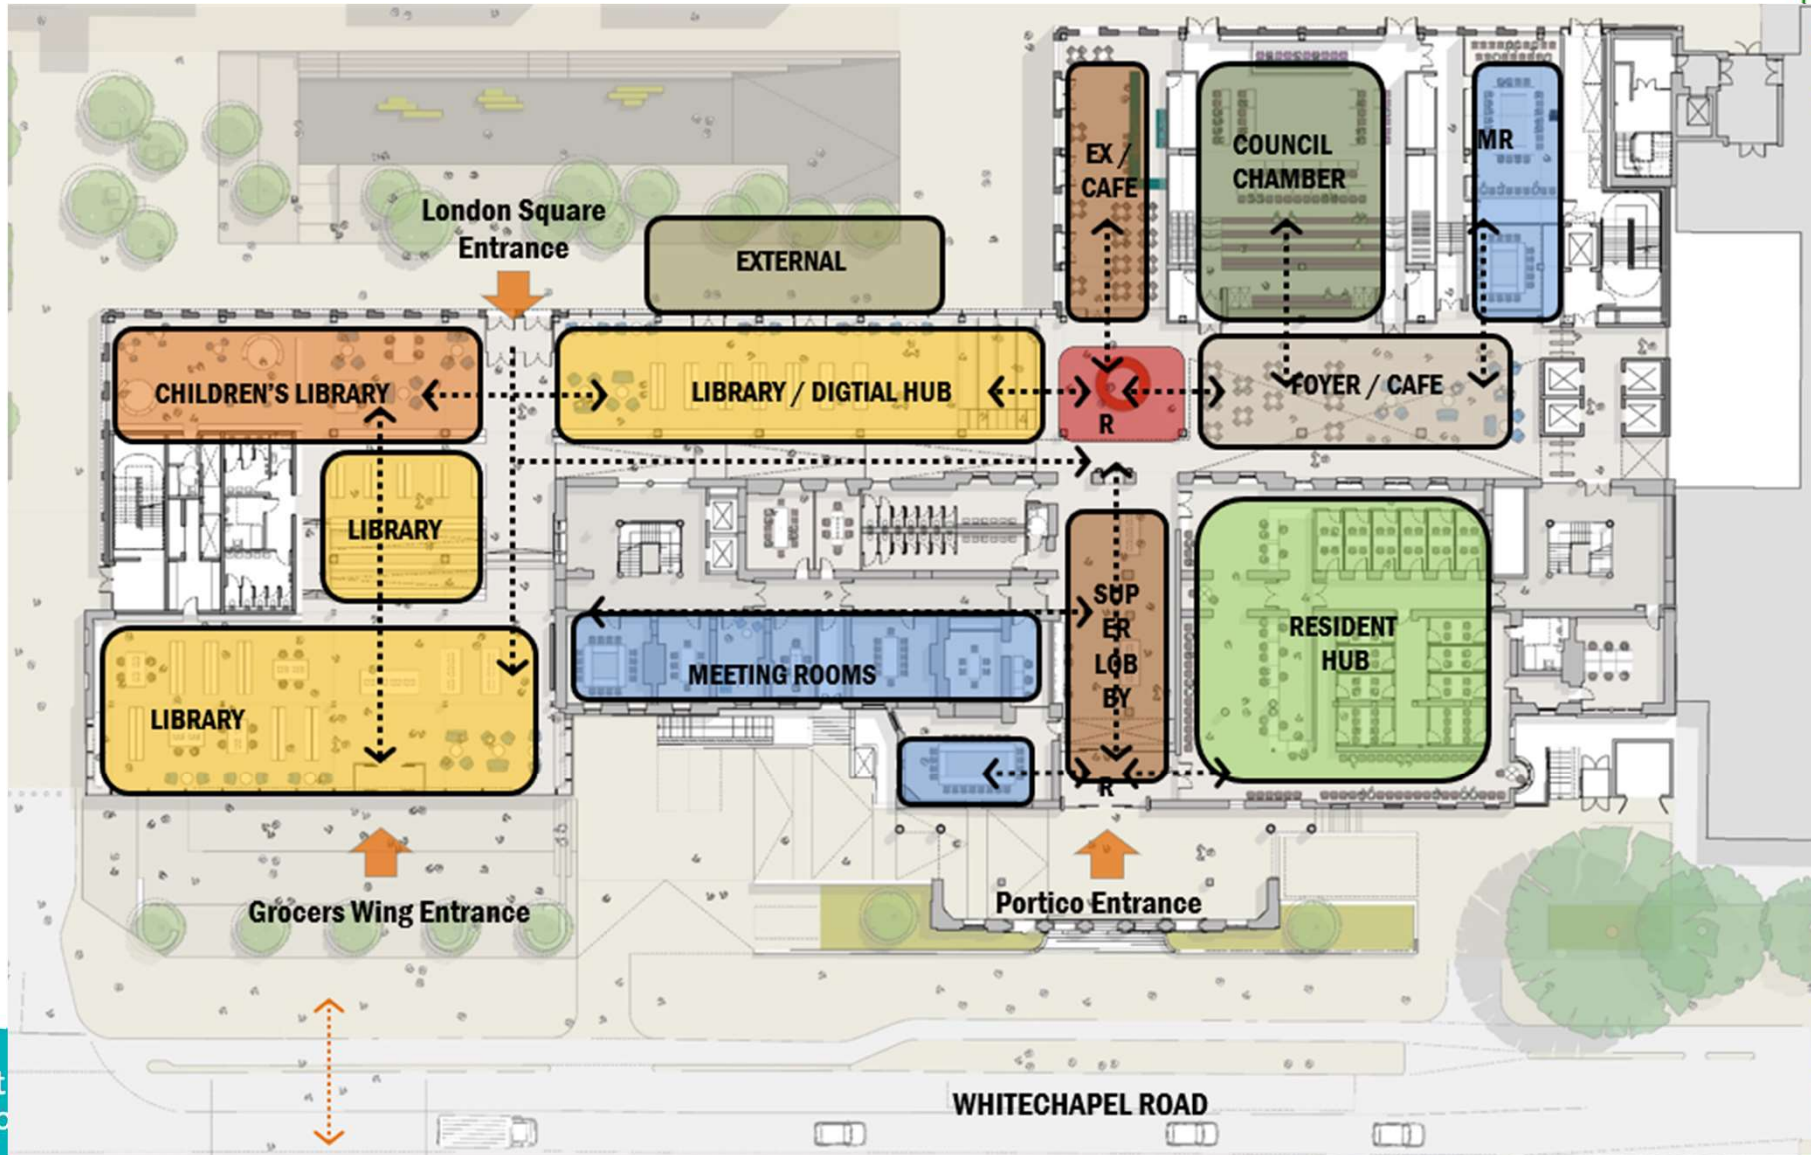 EX /
CAFE
COUNCIL
CHAMBER
MR
London Square
Entrance
EXTERNAL
CHILDREN'S LIBRARY
LIBRARY / DIGTIAL HUB
R
FOYER / CAFE
LIBRARY
SUP
ER
LOB
BY
RESIDENT
HUB
MEETING ROOMS
LIBRARY
R
Grocers Wing Entrance
Portico Entrance
WHITECHAPEL ROAD